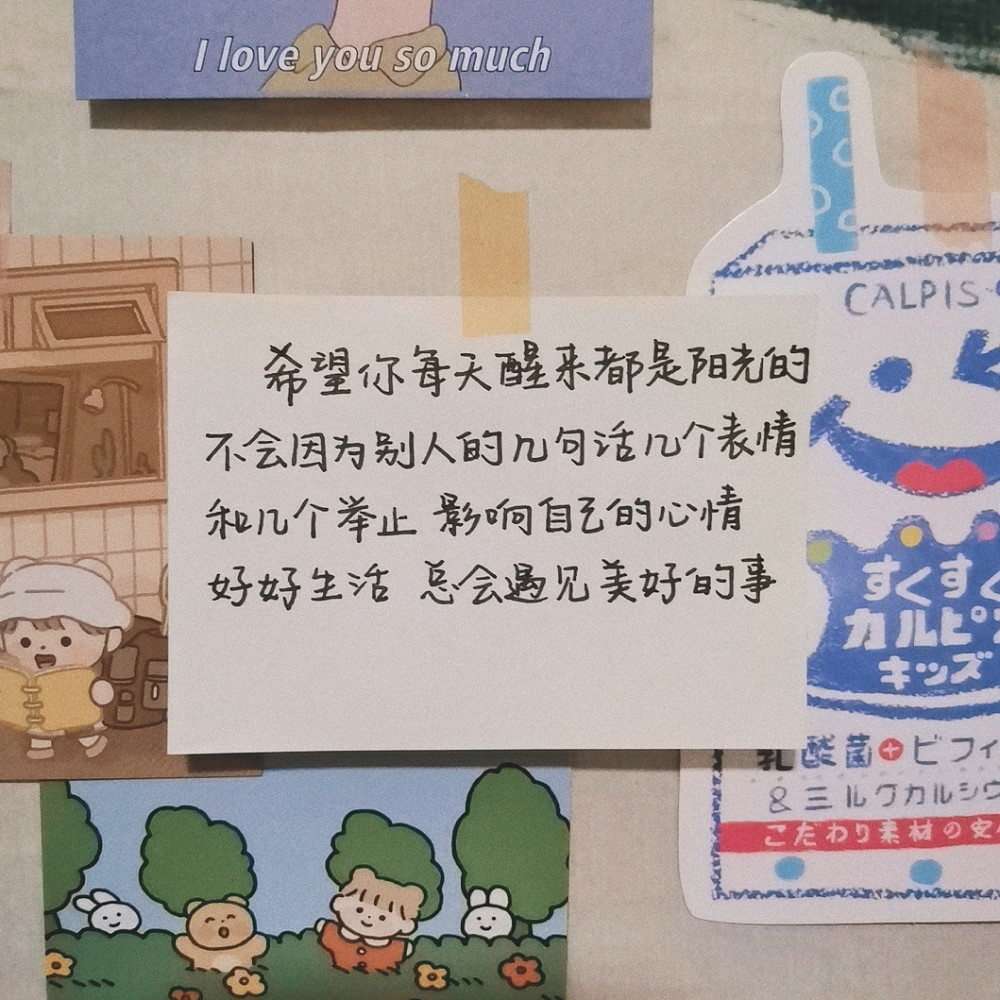 I love you so much
希望你每天醒来都是阳光的
不会因为别人的几句话几个表情
和几个举止 影响自己的心情
好好生活 总会遇见美好的事
CALPIS
すくすく
カルピス
キッズ
乳酸菌+ビフィ
&ミルクカルシウ
こだわり素材の安